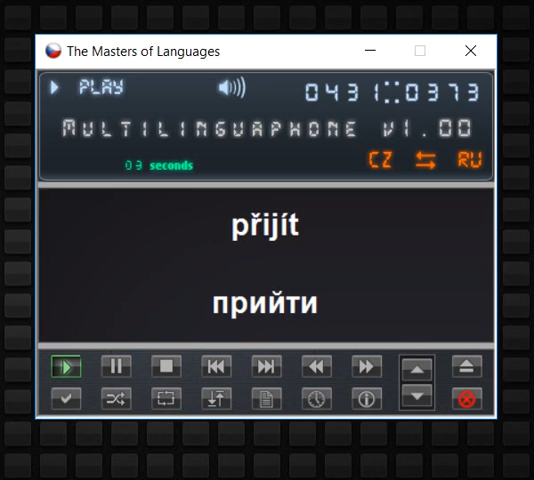 The Masters of Languages
PLAY
0431::0373
MULTILINGUAPHONE v1.00
03 seconds
CZ ⇆ RU
přijít
прийти